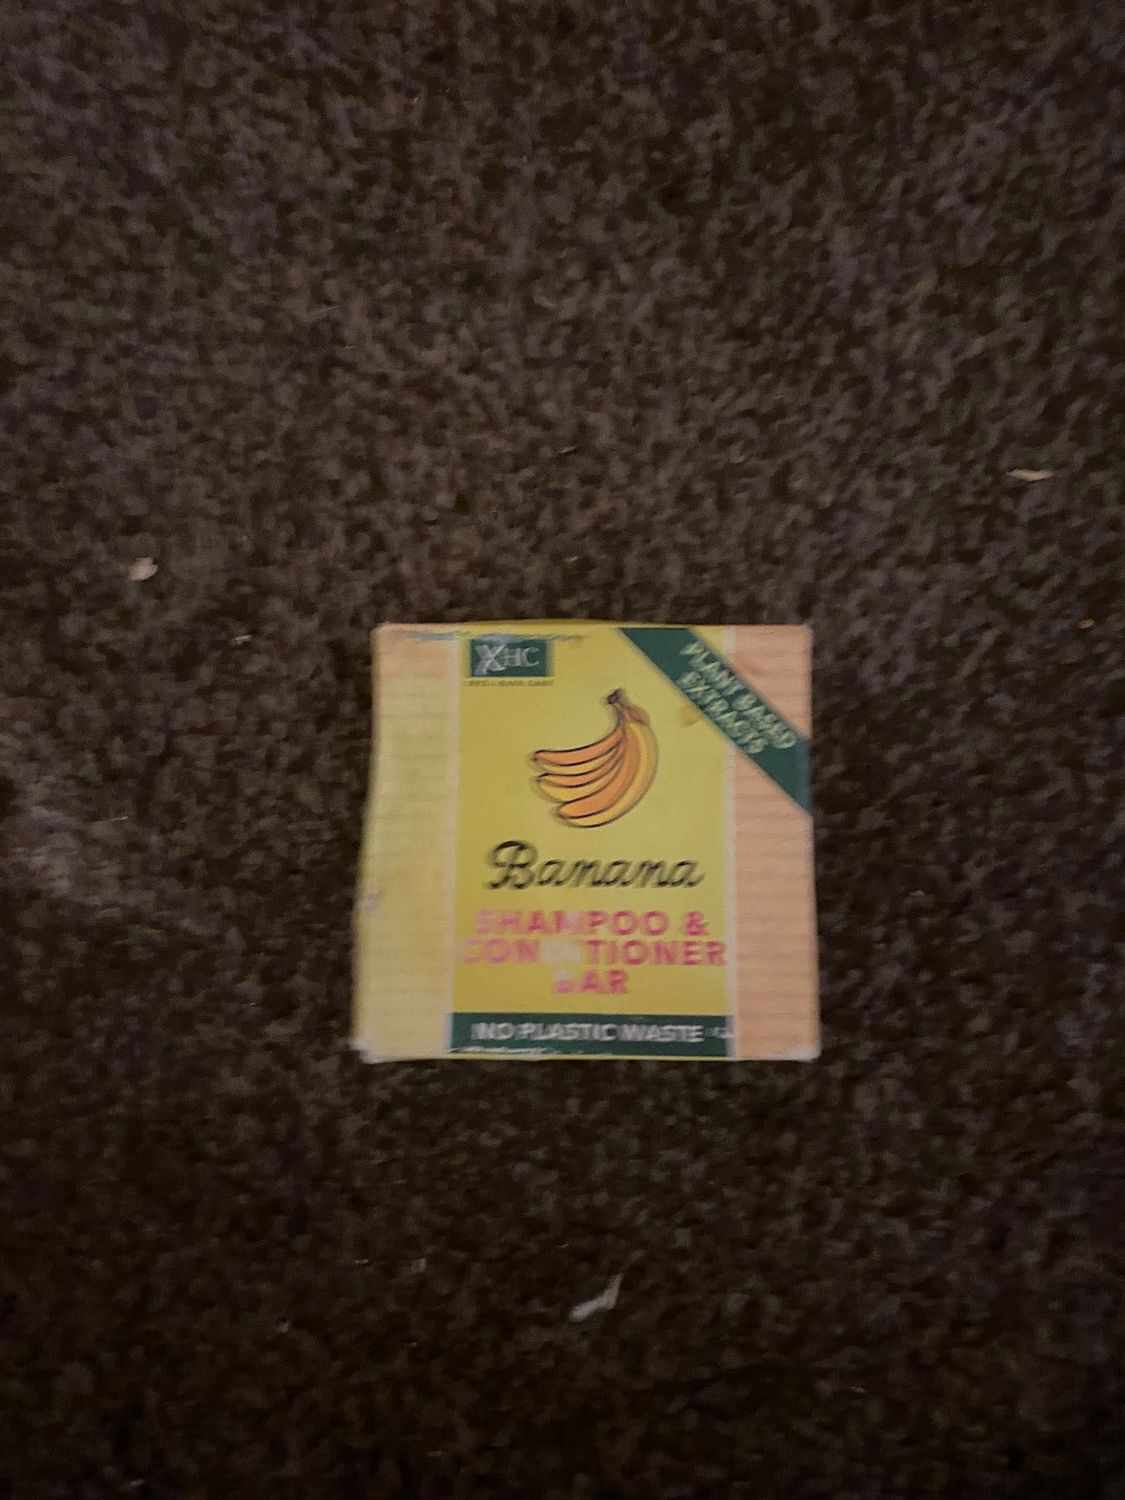 XHC
PLANT BASED
EXTRACTS
Banana
SHAMPOO &
CONDITIONER
BAR
NO PLASTIC WASTE